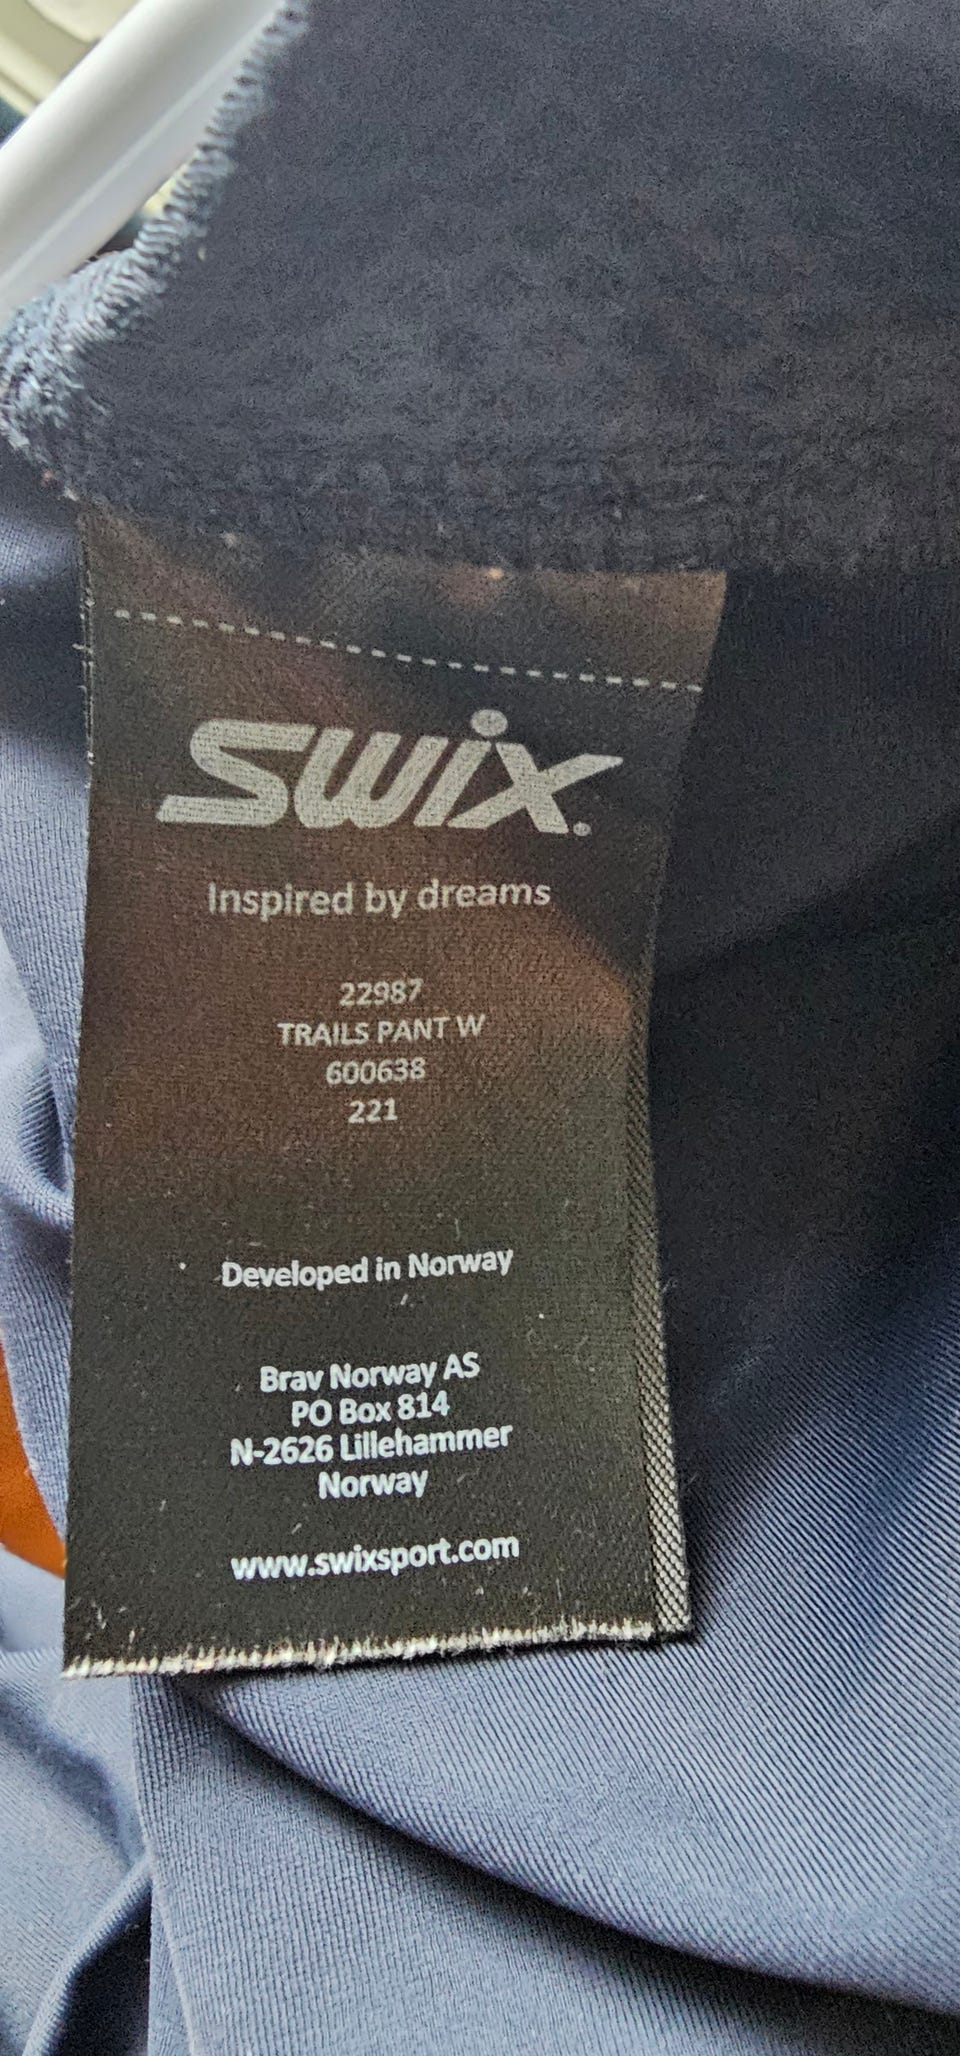 swix.
Inspired by dreams
22987
TRAILS PANT W
600638
221
Developed in Norway
Brav Norway AS
PO Box 814
N-2626 Lillehammer
Norway
www.swixsport.com